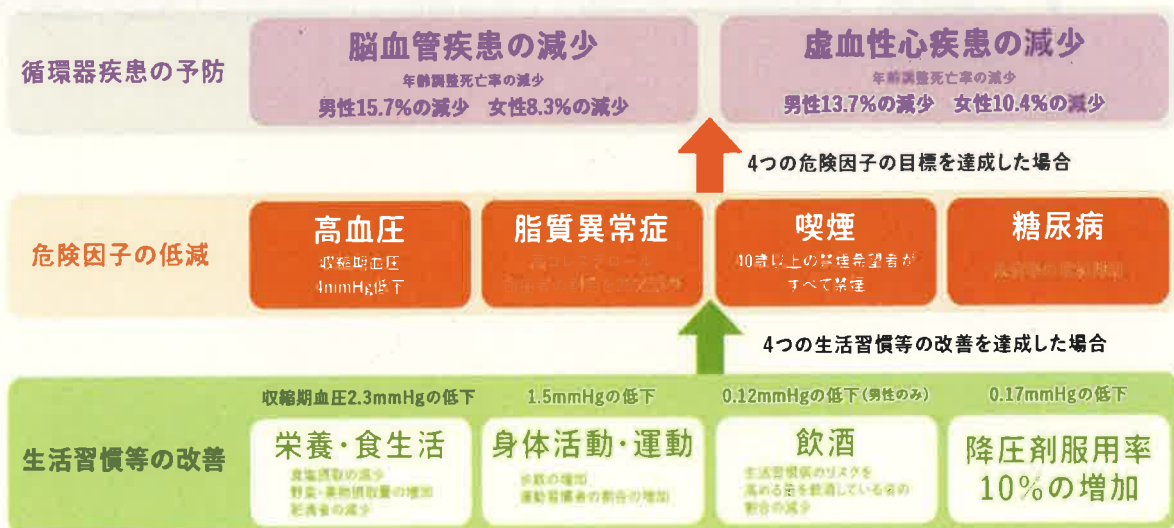 循環器疾患の予防
脳血管疾患の減少
年齢調整死亡率の減少
男性15.7%の減少 女性8.3%の減少
虚血性心疾患の減少
年齢調整死亡率の減少
男性13.7%の減少 女性10.4%の減少
4つの危険因子の目標を達成した場合
危険因子の低減
高血圧
収縮期血圧
4mmHg低下
脂質異常症
喫煙
40歳以上の禁煙希望者が
すべて禁煙
糖尿病
4つの生活習慣等の改善を達成した場合
生活習慣等の改善
収縮期血圧2.3mmHgの低下
栄養・食生活
食塩摂取の減少
野菜・果物摂取量の増加
肥満者の減少
1.5mmHgの低下
身体活動・運動
歩数の増加
運動習慣者の割合の増加
0.12mmHgの低下(男性のみ)
飲酒
生活習慣病のリスクを
高める量を飲酒している者の
割合の減少
0.17mmHgの低下
降圧剤服用率
10%の増加